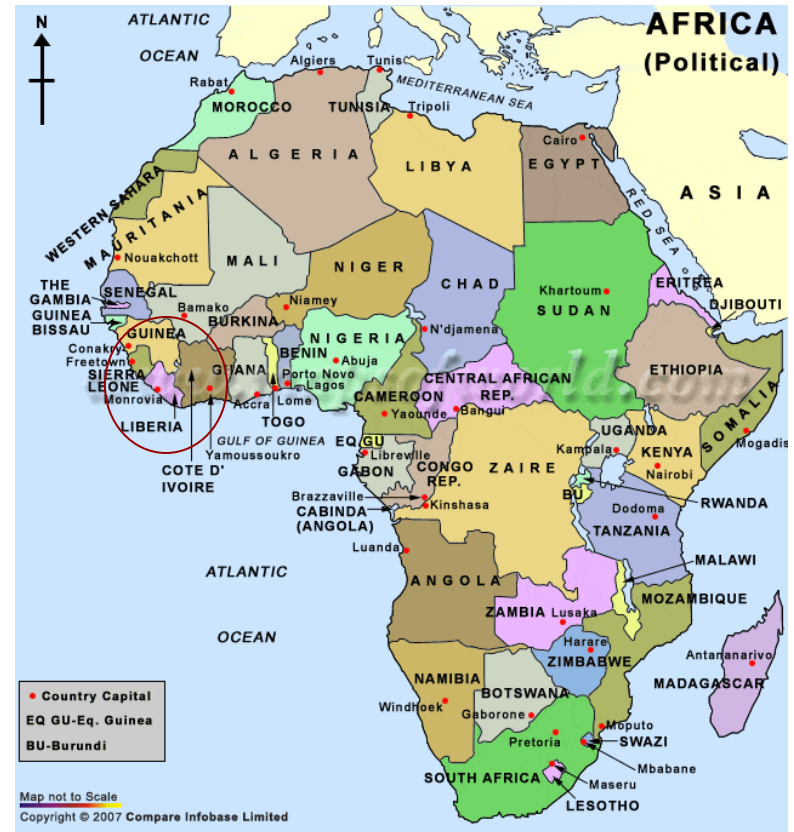 ATLANTIC
OCEAN
N
AFRICA
(Political)
Algiers
Tunis
MEDITERRANEAN SEA
Rabat
MOROCCO
TUNISIA
Tripoli
ALGERIA
LIBYA
Cairo
EGYPT
ASIA
RED SEA
WESTERN SAHARA
MAURITANIA
Nouakchott
MALI
NIGER
CHAD
Khartoum
SUDAN
ERITREA
DJIBOUTI
THE
GAMBIA
SENEGAL
GUINEA
BISSAU
Bamako
BURKINA
Niamey
N'djamena
GUINEA
Conakry
Freetown
SIERRA
LEONE
Monrovia
LIBERIA
GHANA
BENIN
NIGERIA
Abuja
Porto Novo
Lagos
Accra
Lome
TOGO
GULF OF GUINEA
Yamoussoukro
COTE D'
IVOIRE
CAMEROON
Yaounde
CENTRAL AFRICAN
REP.
Bangui
ETHIOPIA
SOMALIA
Mogadis
UGANDA
Kampala
KENYA
Nairobi
EQ GU
Libreville
GABON
CONGO
REP.
ZAIRE
BU
RWANDA
Brazzaville
Kinshasa
CABINDA
(ANGOLA)
Dodoma
TANZANIA
Luanda
MALAWI
ATLANTIC
OCEAN
ANGOLA
ZAMBIA
Lusaka
MOZAMBIQUE
Harare
ZIMBABWE
Antananarivo
MADAGASCAR
NAMIBIA
Windhoek
BOTSWANA
Gaborone
Pretoria
Moputo
SWAZI
Mbabane
SOUTH AFRICA
Maseru
LESOTHO
Country Capital
EQ GU-Eq. Guinea
BU-Burundi
Map not to Scale
Copyright © 2007 Compare Infobase Limited